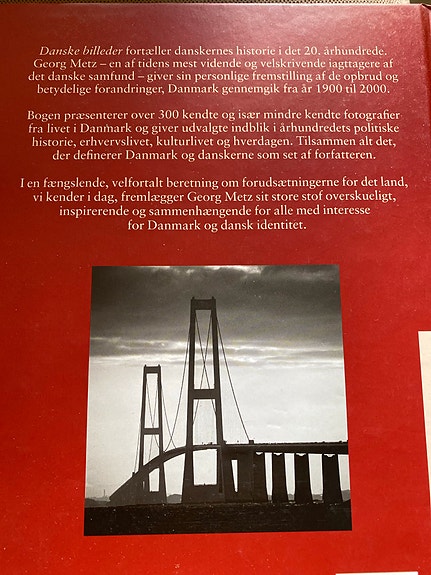 Danske billeder fortæller danskernes historie i det 20. århundrede.
Georg Metz – en af tidens mest vidende og velskrivende iagttagere af
det danske samfund – giver sin personlige fremstilling af de opbrud og
betydelige forandringer, Danmark gennemgik fra år 1900 til 2000.
Bogen præsenterer over 300 kendte og især mindre kendte fotografier
fra livet i Danmark og giver udvalgte indblik i århundredets politiske
historie, erhvervslivet, kulturlivet og hverdagen. Tilsammen alt det,
der definerer Danmark og danskerne som set af forfatteren.
I en fængslende, velfortalt beretning om forudsætningerne for det land,
vi kender i dag, fremlægger Georg Metz sit store stof overskueligt,
inspirerende og sammenhængende for alle med interesse
for Danmark og dansk identitet.